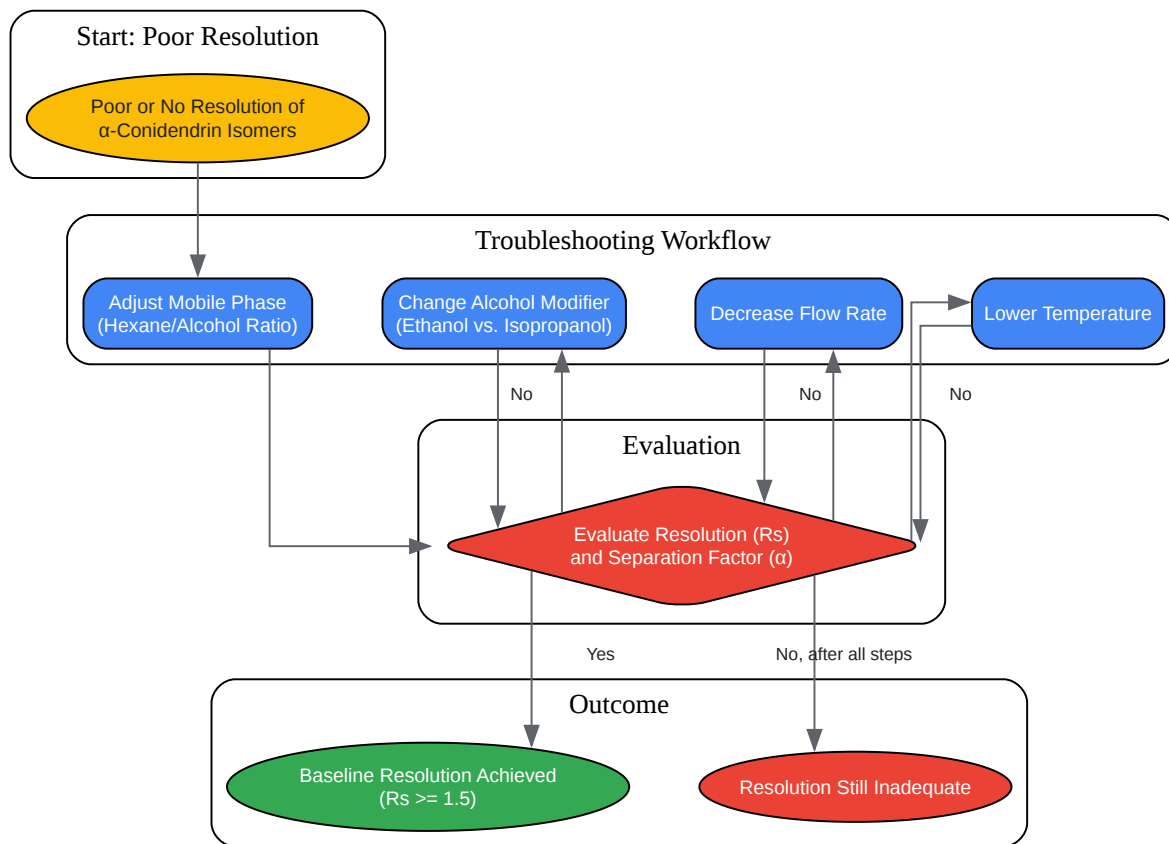 Start: Poor Resolution
Poor or No Resolution of
α-Conidendrin Isomers
Troubleshooting Workflow
Adjust Mobile Phase
(Hexane/Alcohol Ratio)
Change Alcohol Modifier
(Ethanol vs. Isopropanol)
Decrease Flow Rate
Lower Temperature
No
No
No
Evaluation
Evaluate Resolution (Rs)
and Separation Factor (α)
Yes
No, after all steps
Outcome
Baseline Resolution Achieved
(Rs >= 1.5)
Resolution Still Inadequate